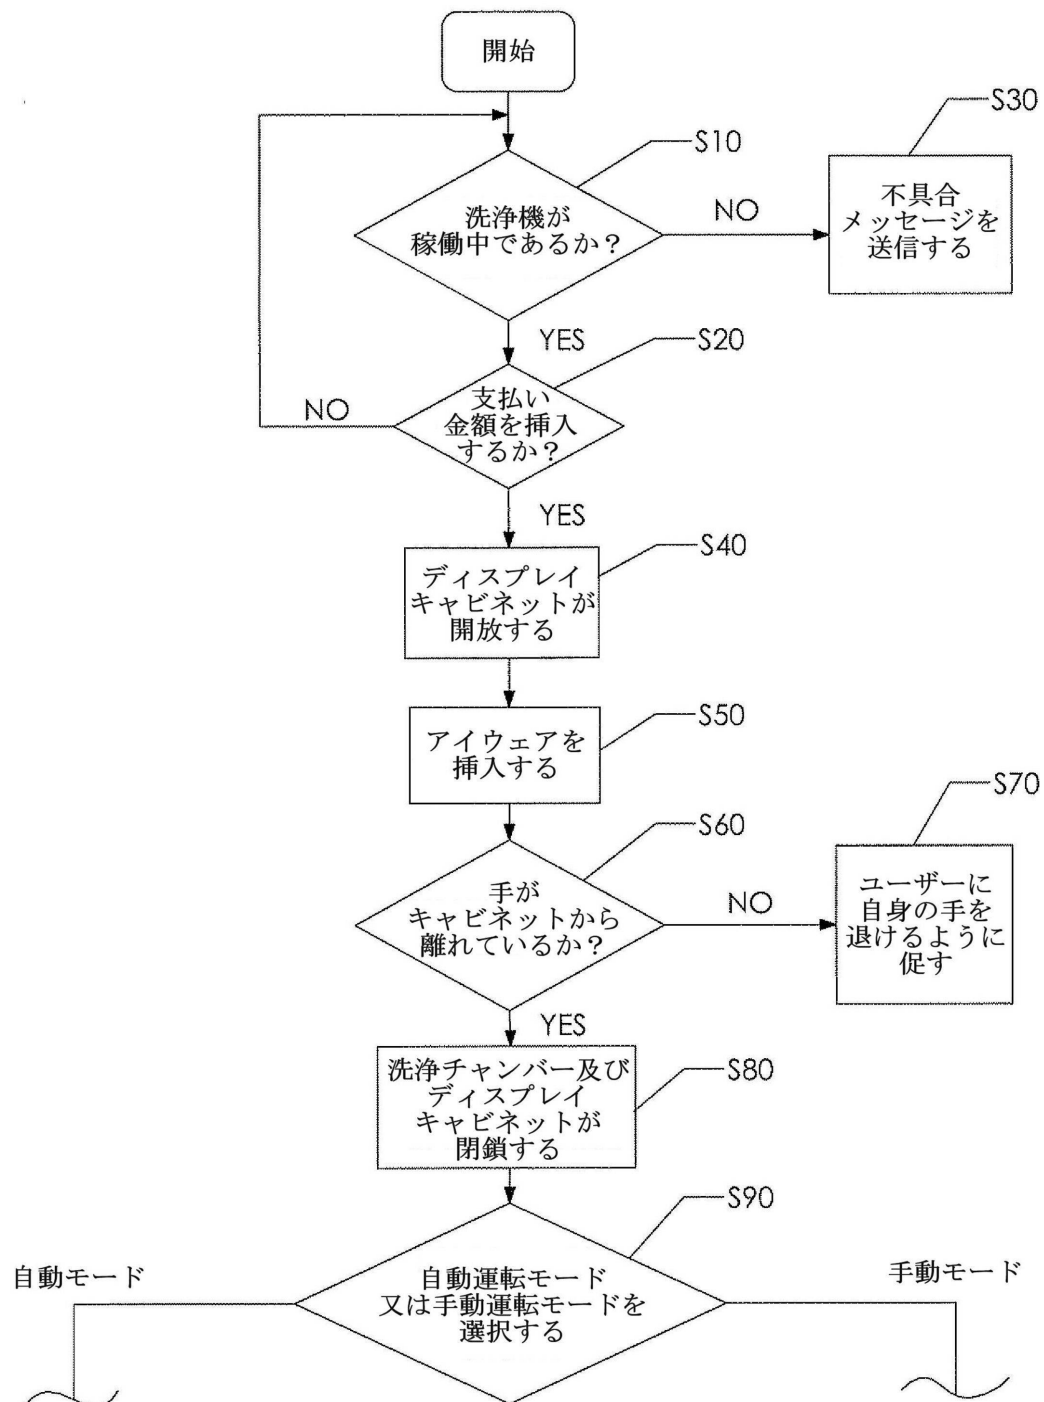 開始
S10
洗浄機が
稼働中であるか？
NO
S30
不具合
メッセージを
送信する
YES
S20
支払い
金額を挿入
するか？
NO
YES
S40
ディスプレイ
キャビネットが
開放する
S50
アイウェアを
挿入する
S60
手が
キャビネットから
離れているか？
NO
S70
ユーザーに
自身の手を
退けるように
促す
YES
S80
洗浄チャンバー及び
ディスプレイ
キャビネットが
閉鎖する
S90
自動モード
自動運転モード
又は手動運転モードを
選択する
手動モード